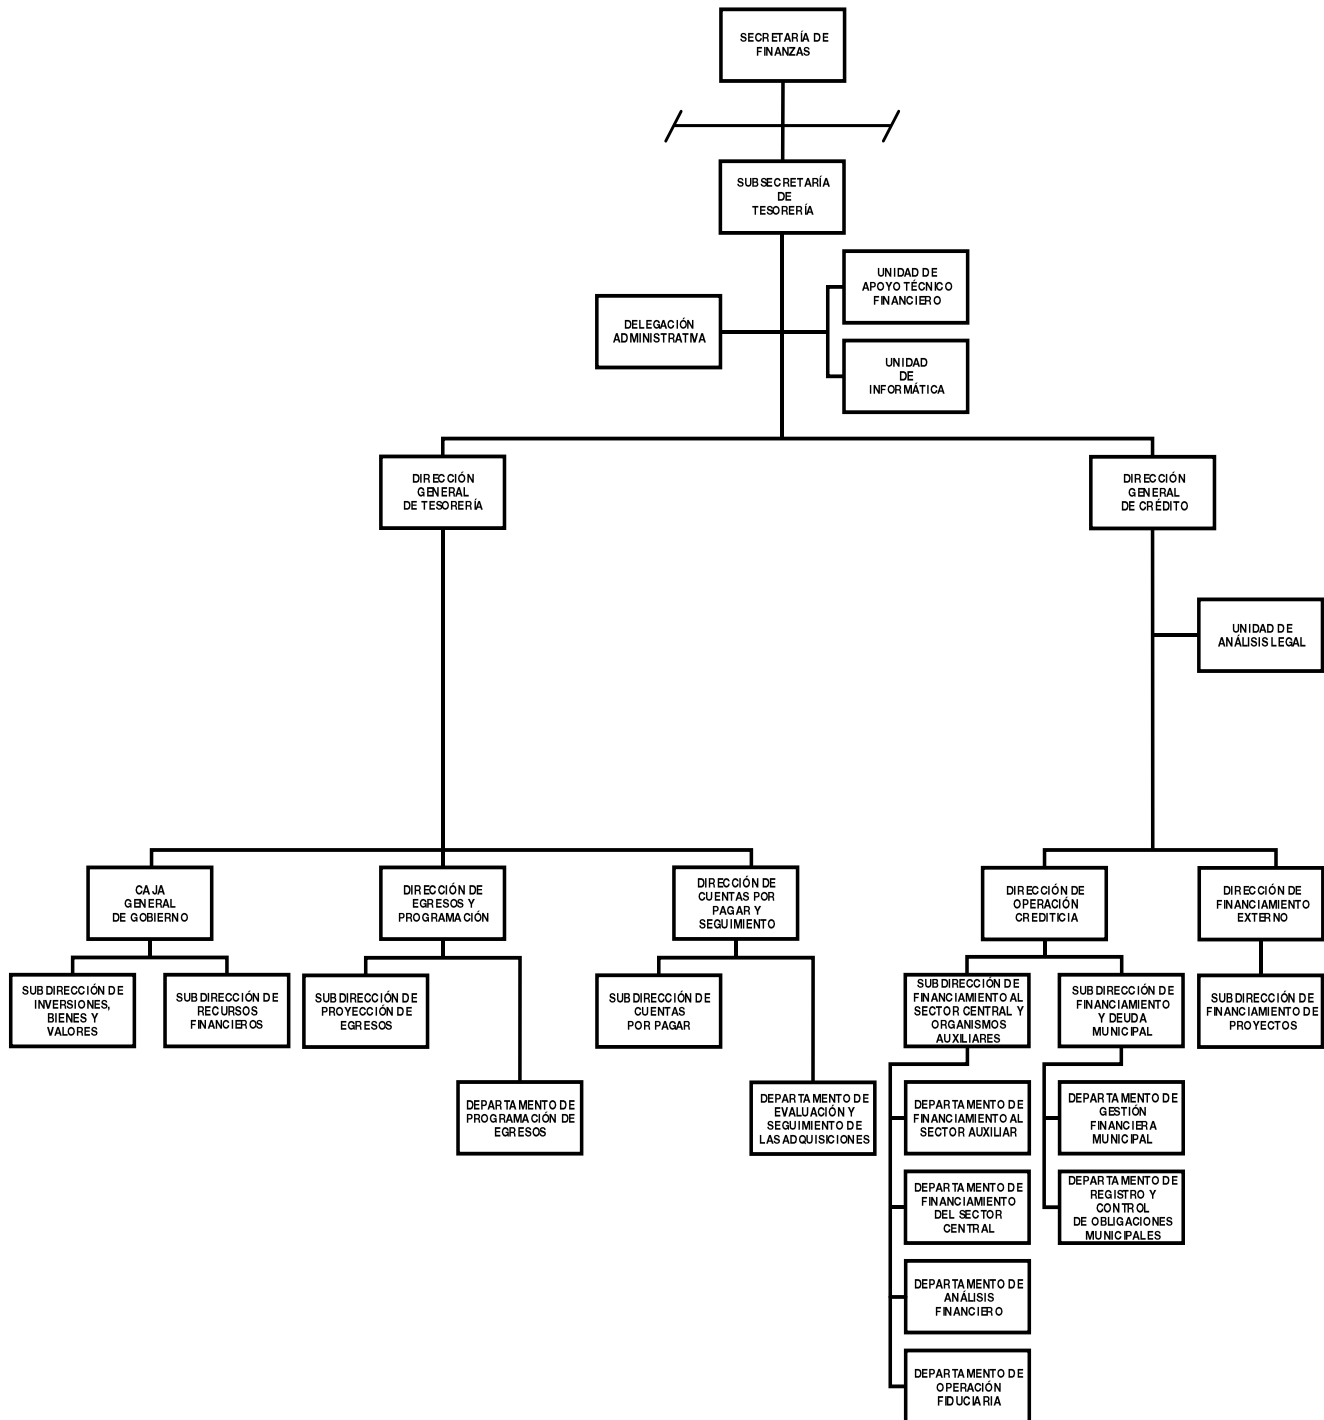 SECRETARÍA DE
FINANZAS
SUBSECRETARÍA
DE
TESORERÍA
UNIDAD DE
APOYO TÉCNICO
FINANCIERO
DELEGACIÓN
ADMINISTRATIVA
UNIDAD
DE
INFORMÁTICA
DIRECCIÓN
GENERAL
DE TESORERÍA
DIRECCIÓN
GENERAL
DE CRÉDITO
UNIDAD DE
ANÁLISIS LEGAL
CAJA
GENERAL
DE GOBIERNO
DIRECCIÓN DE
EGRESOS Y
PROGRAMACIÓN
DIRECCIÓN DE
CUENTAS POR
PAGAR Y
SEGUIMIENTO
DIRECCIÓN DE
OPERACIÓN
CREDITICIA
DIRECCIÓN DE
FINANCIAMIENTO
EXTERNO
SUBDIRECCIÓN DE
INVERSIONES,
BIENES Y
VALORES
SUBDIRECCIÓN DE
RECURSOS
FINANCIEROS
SUBDIRECCIÓN DE
PROYECCIÓN DE
EGRESOS
SUBDIRECCIÓN DE
CUENTAS
POR PAGAR
SUBDIRECCIÓN DE
FINANCIAMIENTO AL
SECTOR CENTRAL Y
ORGANISMOS
AUXILIARES
SUBDIRECCIÓN DE
FINANCIAMIENTO
Y DEUDA
MUNICIPAL
SUBDIRECCIÓN DE
FINANCIAMIENTO DE
PROYECTOS
DEPARTAMENTO DE
PROGRAMACIÓN DE
EGRESOS
DEPARTAMENTO DE
EVALUACIÓN Y
SEGUIMIENTO DE
LAS ADQUISICIONES
DEPARTAMENTO DE
FINANCIAMIENTO AL
SECTOR AUXILIAR
DEPARTAMENTO DE
GESTIÓN
FINANCIERA
MUNICIPAL
DEPARTAMENTO DE
FINANCIAMIENTO
DEL SECTOR
CENTRAL
DEPARTAMENTO DE
REGISTRO Y
CONTROL
DE OBLIGACIONES
MUNICIPALES
DEPARTAMENTO DE
ANÁLISIS
FINANCIERO
DEPARTAMENTO DE
OPERACIÓN
FIDUCIARIA